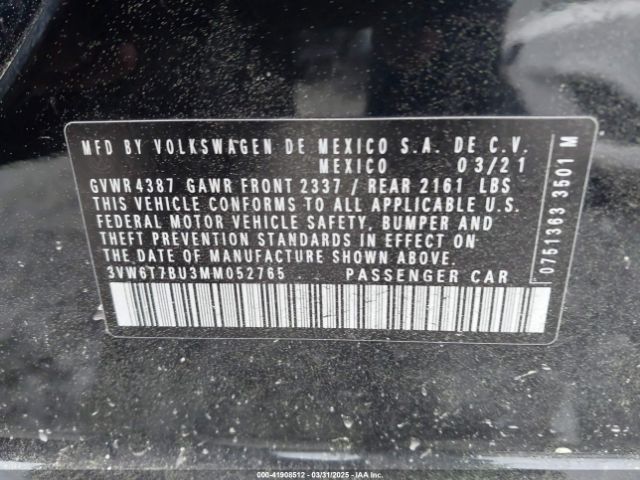 MFD BY VOLKSWAGEN DE MEXICO S.A. DE C.V.
MEXICO 03/21
GVWR 4387 GAWR FRONT 2337 / REAR 2161 LBS
THIS VEHICLE CONFORMS TO ALL APPLICABLE U.S.
FEDERAL MOTOR VEHICLE SAFETY, BUMPER AND
THEFT PREVENTION STANDARDS IN EFFECT ON
THE DATE OF MANUFACTURE SHOWN ABOVE.
3VW6T7BU3MM052765 PASSENGER CAR
0751363 3501 M
000-41908512 - 03/31/2025 - IAA Inc.